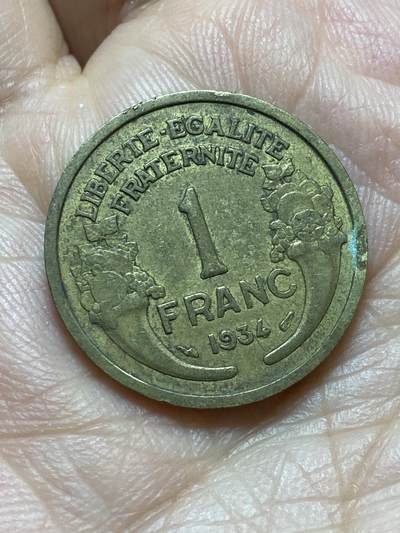 LIBERTE·EGALITE
FRATERNITE
1
FRANC
1934